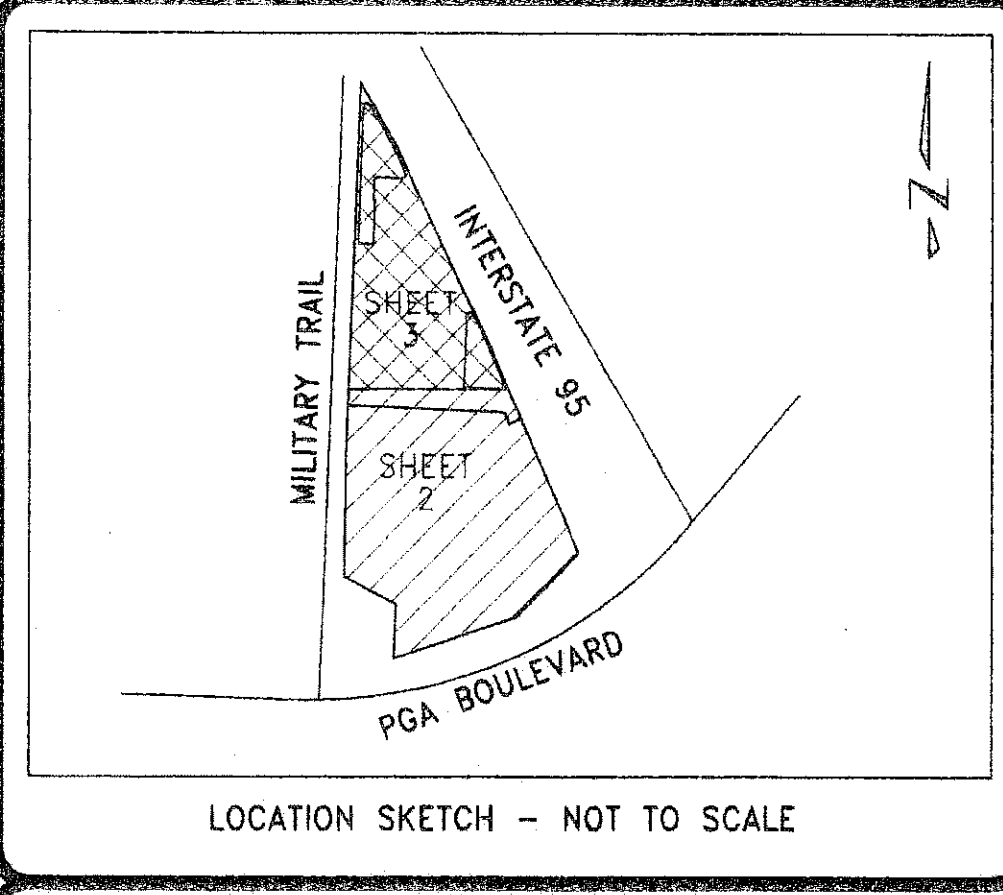 N
INTERSTATE 95
MILITARY TRAIL
SHEET
3
SHEET
2
PGA BOULEVARD
LOCATION SKETCH - NOT TO SCALE